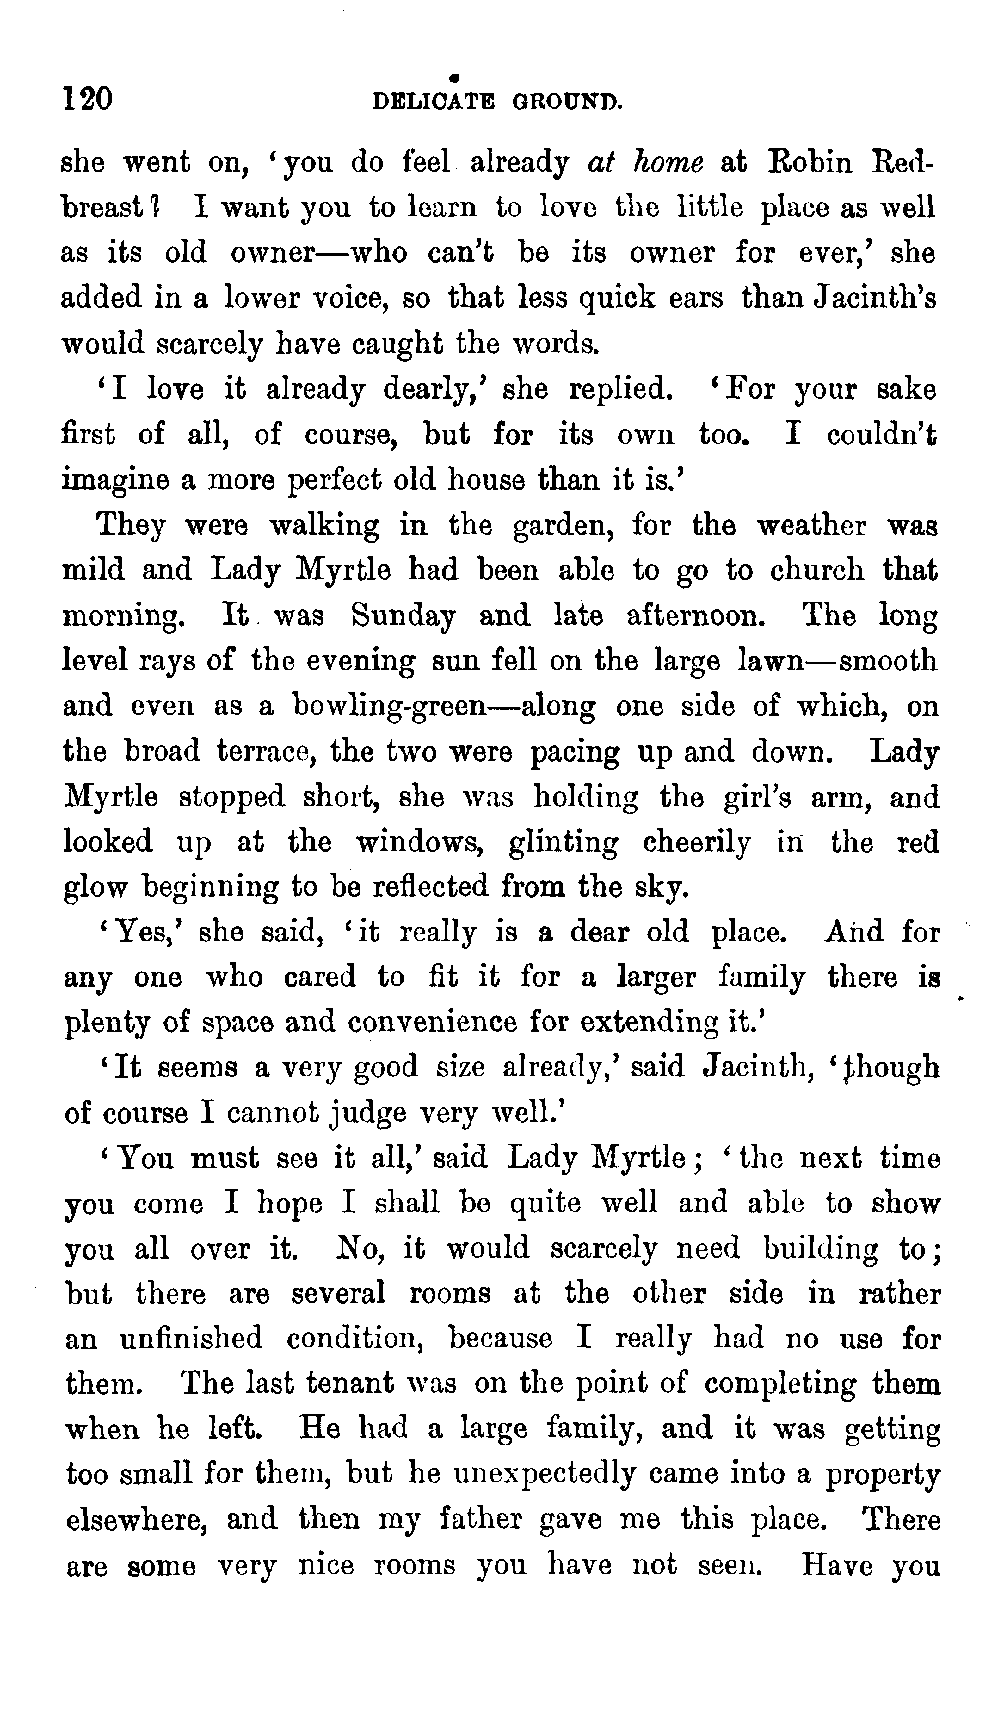 120 DELICATE GROUND.
she went on, ‘you do feel already at home at Robin Red-
breast? I want you to learn to love the little place as well
as its old owner—who can’t be its owner for ever,’ she
added in a lower voice, so that less quick ears than Jacinth’s
would scarcely have caught the words.
‘I love it already dearly,’ she replied. ‘For your sake
first of all, of course, but for its own too. I couldn’t
imagine a more perfect old house than it is.’
They were walking in the garden, for the weather was
mild and Lady Myrtle had been able to go to church that
morning. It was Sunday and late afternoon. The long
level rays of the evening sun fell on the large lawn—smooth
and even as a bowling-green—along one side of which, on
the broad terrace, the two were pacing up and down. Lady
Myrtle stopped short, she was holding the girl’s arm, and
looked up at the windows, glinting cheerily in the red
glow beginning to be reflected from the sky.
‘Yes,’ she said, ‘it really is a dear old place. And for
any one who cared to fit it for a larger family there is
plenty of space and convenience for extending it.’
‘It seems a very good size already,’ said Jacinth, ‘though
of course I cannot judge very well.’
‘You must see it all,’ said Lady Myrtle; ‘the next time
you come I hope I shall be quite well and able to show
you all over it. No, it would scarcely need building to;
but there are several rooms at the other side in rather
an unfinished condition, because I really had no use for
them. The last tenant was on the point of completing them
when he left. He had a large family, and it was getting
too small for them, but he unexpectedly came into a property
elsewhere, and then my father gave me this place. There
are some very nice rooms you have not seen. Have you